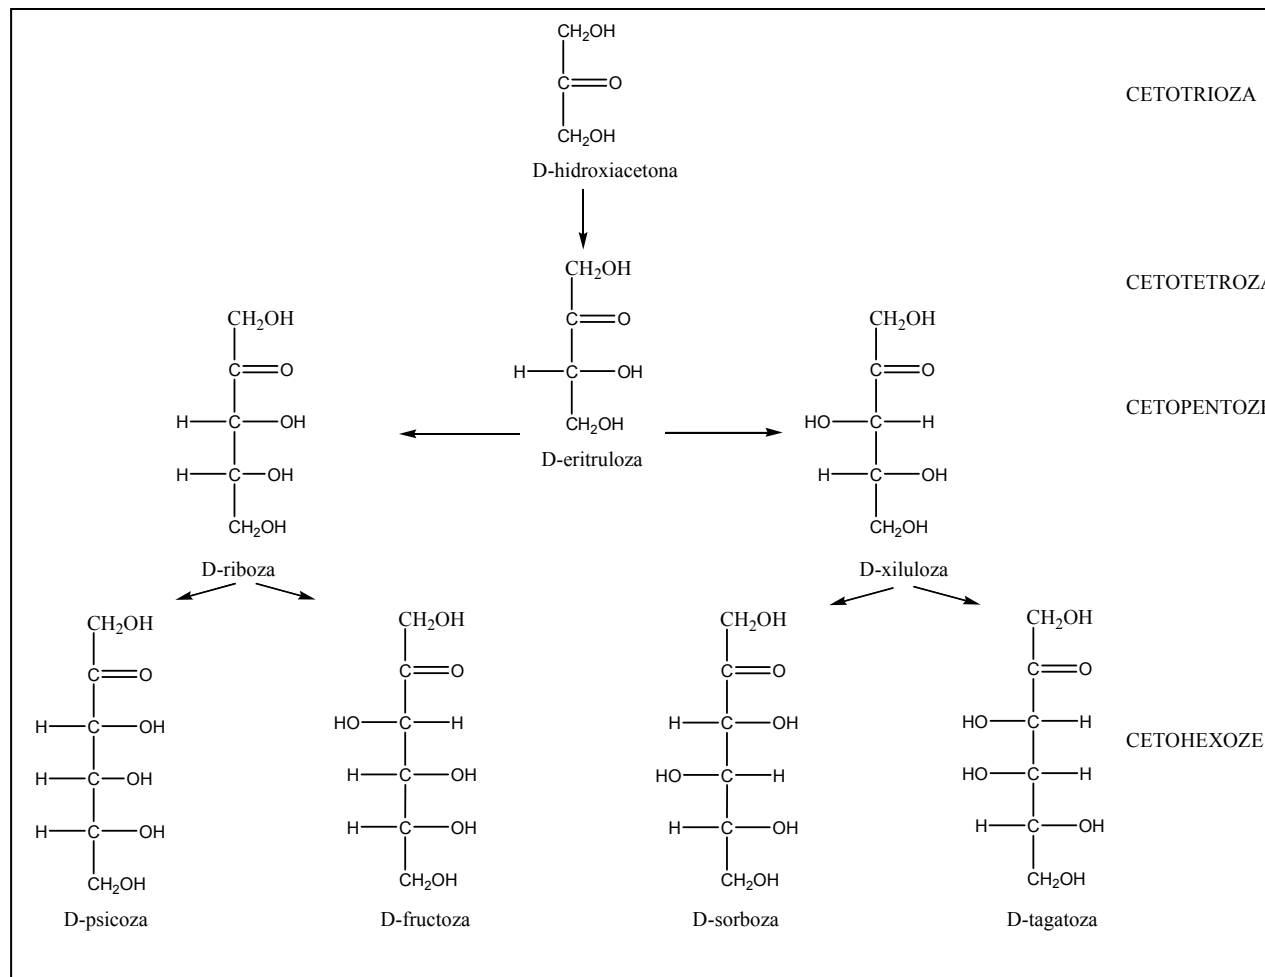 CH₂OH
C=O
CETOTRIOZA
CH₂OH
D-hidroxiacetona
CH₂OH
CETOTETROZA
C=O
H C OH
CH₂OH
D-eritruloza
CH₂OH
C=O
H C OH
H C OH
CH₂OH
D-riboza
CH₂OH
C=O
HO C H
H C OH
CH₂OH
D-xiluloza
CETOPENTOZE
CH₂OH
C=O
H C OH
H C OH
H C OH
CH₂OH
D-psicoza
CH₂OH
C=O
HO C H
H C OH
H C OH
CH₂OH
D-fructoza
CH₂OH
C=O
H C OH
HO C H
H C OH
CH₂OH
D-sorboza
CH₂OH
C=O
HO C H
HO C H
H C OH
CH₂OH
D-tagatoza
CETOHEXOZE